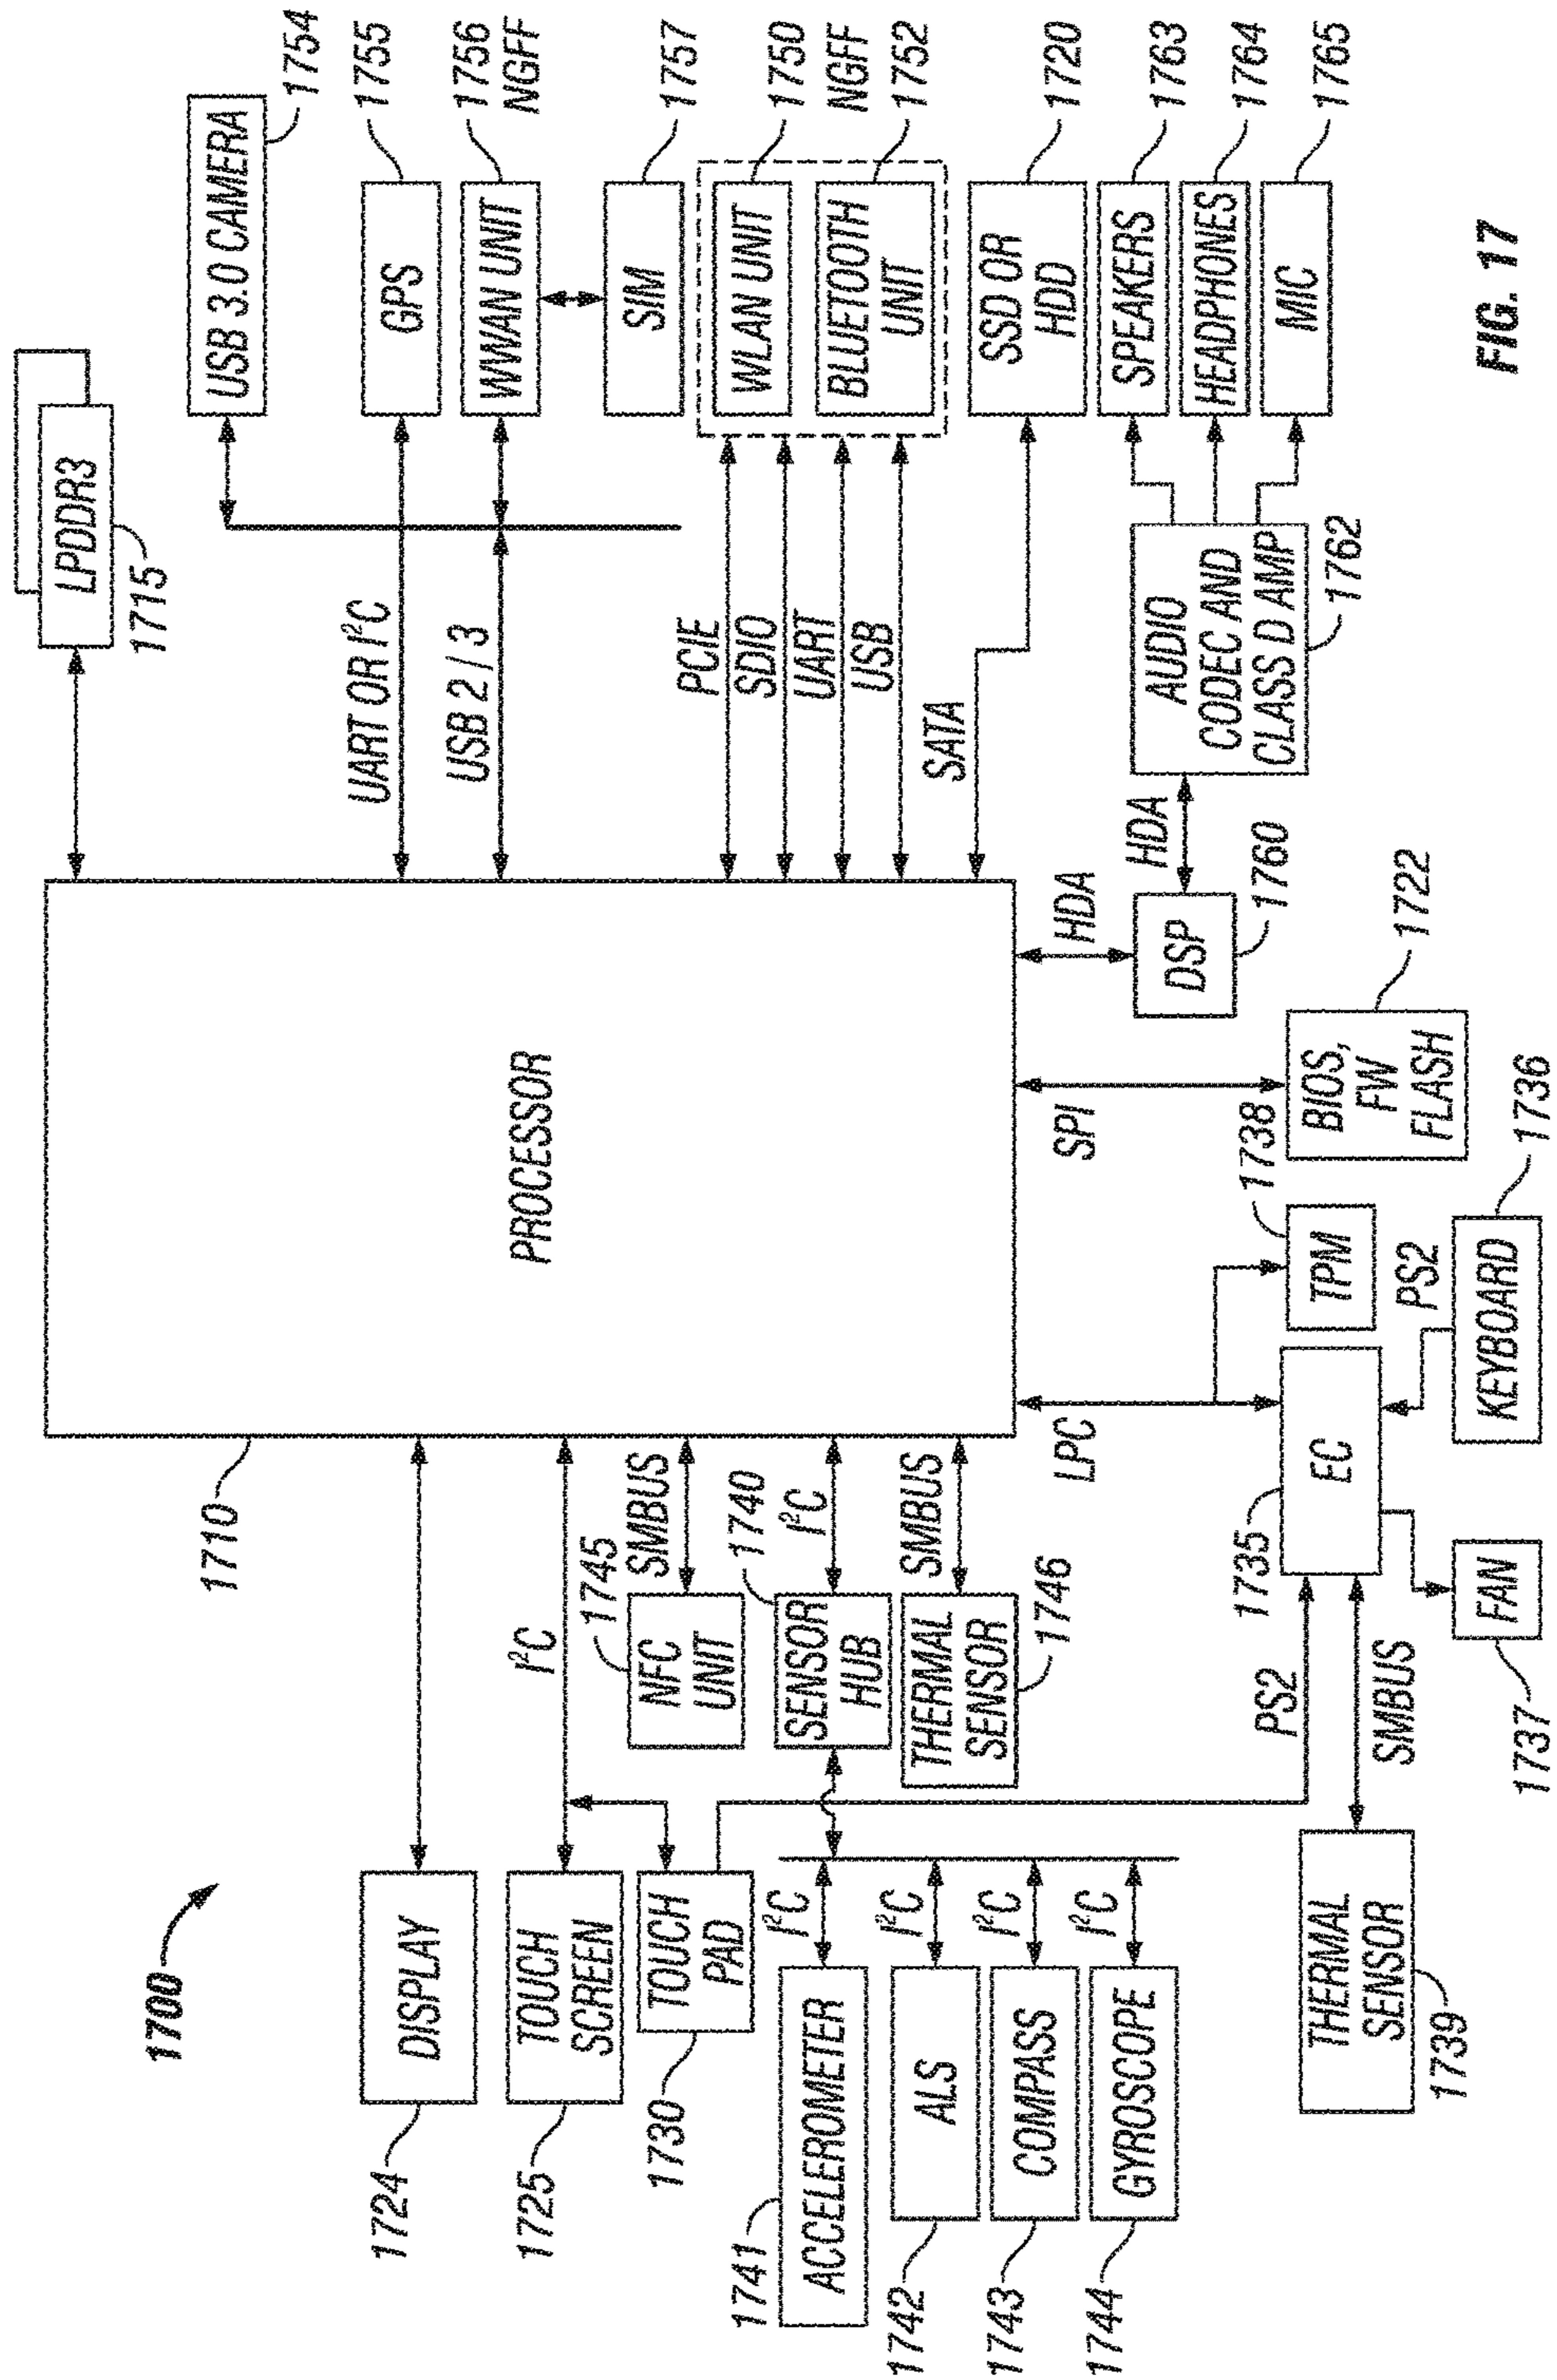 1700
1710
LPDDR3
1715
USB 3.0 CAMERA
1754
DISPLAY
1724
UART OR I²C
GPS
1755
USB 2 / 3
WWAN UNIT
1756
NGFF
PROCESSOR
TOUCH
SCREEN
1725
I²C
SIM
1757
TOUCH
PAD
1730
NFC
UNIT
1745
SMBUS
PCIE
SDIO
UART
USB
WLAN UNIT
1750
NGFF
BLUETOOTH
UNIT
1752
ACCELEROMETER
1741
I²C
SENSOR
HUB
1740
I²C
ALS
1742
I²C
THERMAL
SENSOR
1746
SMBUS
SATA
SSD OR
HDD
1720
COMPASS
1743
I²C
GYROSCOPE
1744
I²C
LPC
SPI
HDA
DSP
1760
HDA
AUDIO
CODEC AND
CLASS D AMP
1762
SPEAKERS
1763
HEADPHONES
1764
MIC
1765
THERMAL
SENSOR
1739
PS2
SMBUS
1735
EC
TPM
1738
BIOS,
FW
FLASH
1722
PS2
FAN
1737
KEYBOARD
1736
FIG. 17